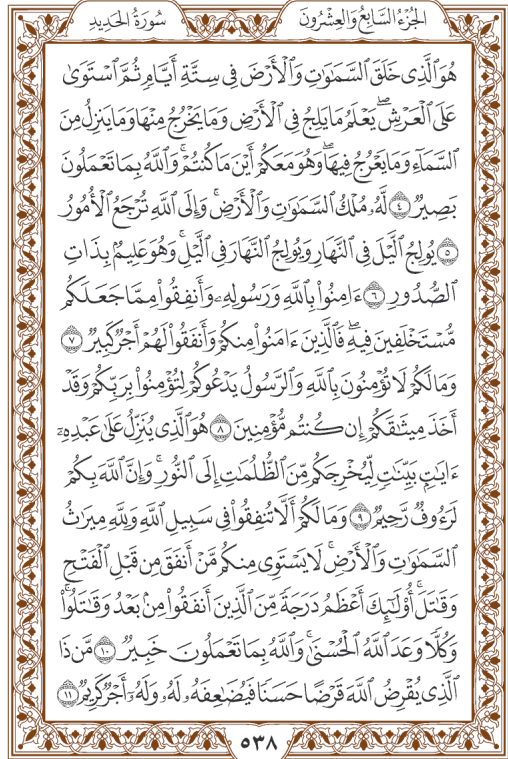 الجُزْءُ السَّابِعُ وَالعِشْرُونَ
سُورَةُ الحَدِيدِ
هُوَ ٱلَّذِى خَلَقَ ٱلسَّمَٰوَٰتِ وَٱلْأَرْضَ فِى سِتَّةِ أَيَّامٍ ثُمَّ ٱسْتَوَىٰ
عَلَى ٱلْعَرْشِۖ يَعْلَمُ مَا يَلِجُ فِى ٱلْأَرْضِ وَمَا يَخْرُجُ مِنْهَا وَمَا يَنزِلُ مِنَ
ٱلسَّمَآءِ وَمَا يَعْرُجُ فِيهَاۖ وَهُوَ مَعَكُمْ أَيْنَ مَا كُنتُمْۚ وَٱللَّهُ بِمَا تَعْمَلُونَ
بَصِيرٌ ٤ لَّهُۥ مُلْكُ ٱلسَّمَٰوَٰتِ وَٱلْأَرْضِۚ وَإِلَى ٱللَّهِ تُرْجَعُ ٱلْأُمُورُ
٥ يُولِجُ ٱلَّيْلَ فِى ٱلنَّهَارِ وَيُولِجُ ٱلنَّهَارَ فِى ٱلَّيْلِۚ وَهُوَ عَلِيمٌۢ بِذَاتِ
ٱلصُّدُورِ ٦ ءَامِنُوا۟ بِٱللَّهِ وَرَسُولِهِۦ وَأَنفِقُوا۟ مِمَّا جَعَلَكُم
مُّسْتَخْلَفِينَ فِيهِۖ فَٱلَّذِينَ ءَامَنُوا۟ مِنكُمْ وَأَنفَقُوا۟ لَهُمْ أَجْرٌ كَبِيرٌ ٧
وَمَا لَكُمْ لَا تُؤْمِنُونَ بِٱللَّهِ وَٱلرَّسُولُ يَدْعُوكُمْ لِتُؤْمِنُوا۟ بِرَبِّكُمْ وَقَدْ
أَخَذَ مِيثَٰقَكُمْ إِن كُنتُم مُّؤْمِنِينَ ٨ هُوَ ٱلَّذِى يُنَزِّلُ عَلَىٰ عَبْدِهِۦٓ
ءَايَٰتٍۭ بَيِّنَٰتٍ لِّيُخْرِجَكُم مِّنَ ٱلظُّلُمَٰتِ إِلَى ٱلنُّورِۚ وَإِنَّ ٱللَّهَ بِكُمْ
لَرَءُوفٌ رَّحِيمٌ ٩ وَمَا لَكُمْ أَلَّا تُنفِقُوا۟ فِى سَبِيلِ ٱللَّهِ وَلِلَّهِ مِيرَٰثُ
ٱلسَّمَٰوَٰتِ وَٱلْأَرْضِۚ لَا يَسْتَوِى مِنكُم مَّنْ أَنفَقَ مِن قَبْلِ ٱلْفَتْحِ
وَقَٰتَلَۚ أُو۟لَٰٓئِكَ أَعْظَمُ دَرَجَةً مِّنَ ٱلَّذِينَ أَنفَقُوا۟ مِنۢ بَعْدُ وَقَٰتَلُوا۟ۚ
وَكُلًّا وَعَدَ ٱللَّهُ ٱلْحُسْنَىٰۚ وَٱللَّهُ بِمَا تَعْمَلُونَ خَبِيرٌ ١٠ مَّن ذَا
ٱلَّذِى يُقْرِضُ ٱللَّهَ قَرْضًا حَسَنًا فَيُضَٰعِفَهُۥ لَهُۥ وَلَهُۥٓ أَجْرٌ كَرِيمٌ ١١
٥٣٨